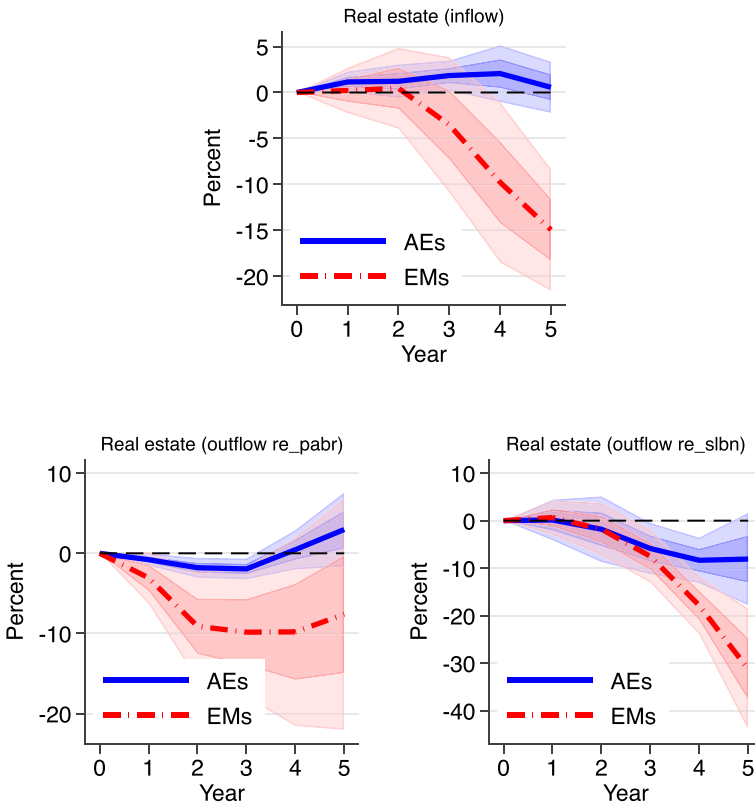 Real estate (inflow)
Percent
5
0
-5
-10
-15
-20
AEs
EMs
0 1 2 3 4 5
Year
Real estate (outflow re_pabr)
Percent
10
0
-10
-20
AEs
EMs
0 1 2 3 4 5
Year
Real estate (outflow re_slbn)
Percent
10
0
-10
-20
-30
-40
AEs
EMs
0 1 2 3 4 5
Year